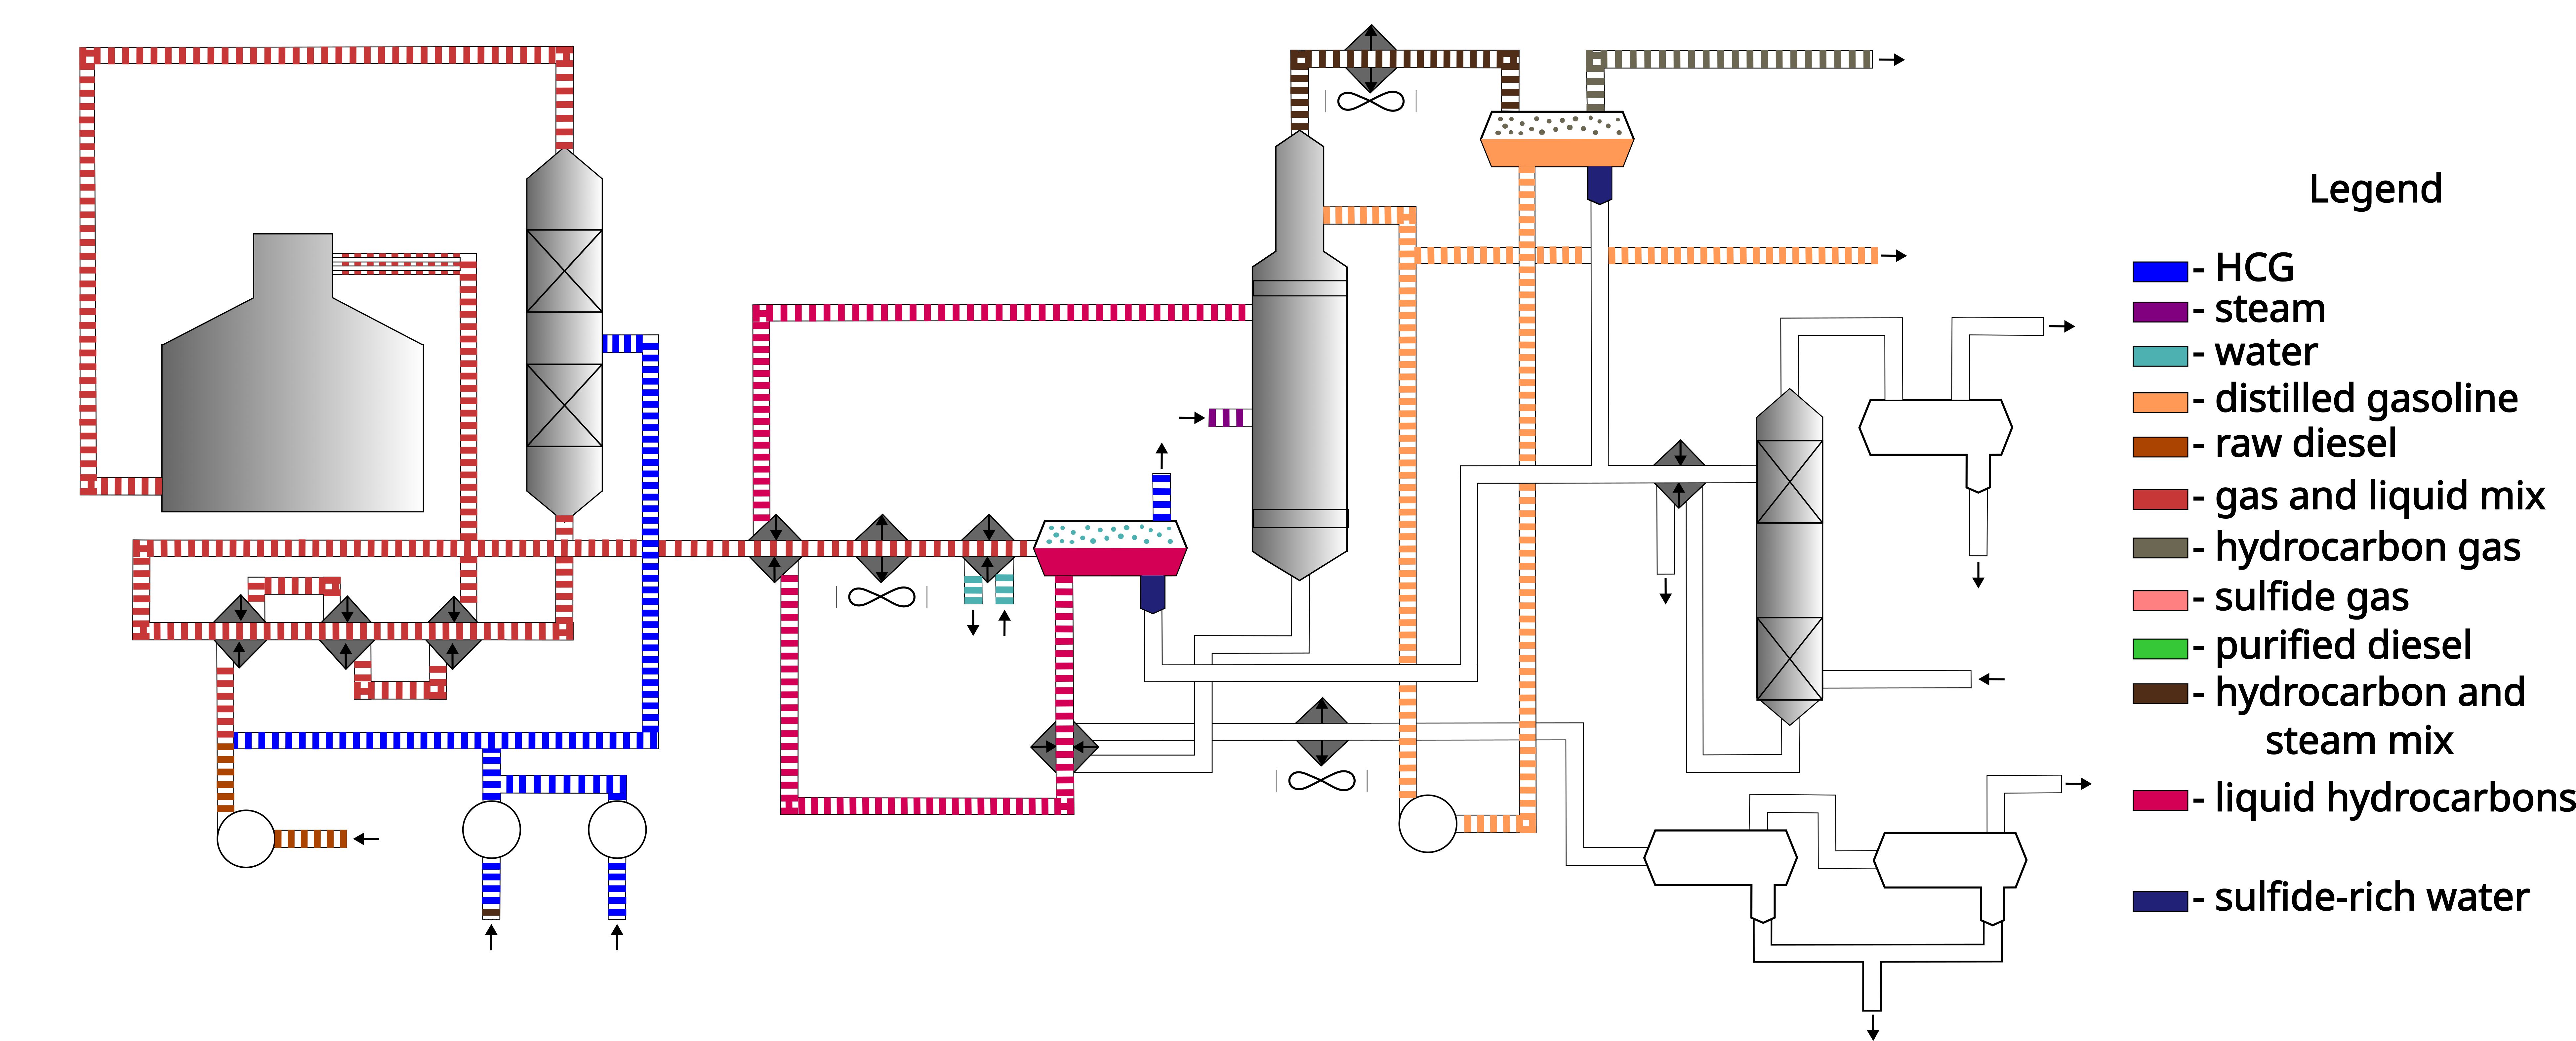 Legend
- HCG
- steam
- water
- distilled gasoline
- raw diesel
- gas and liquid mix
- hydrocarbon gas
- sulfide gas
- purified diesel
- hydrocarbon and
steam mix
- liquid hydrocarbons
- sulfide-rich water